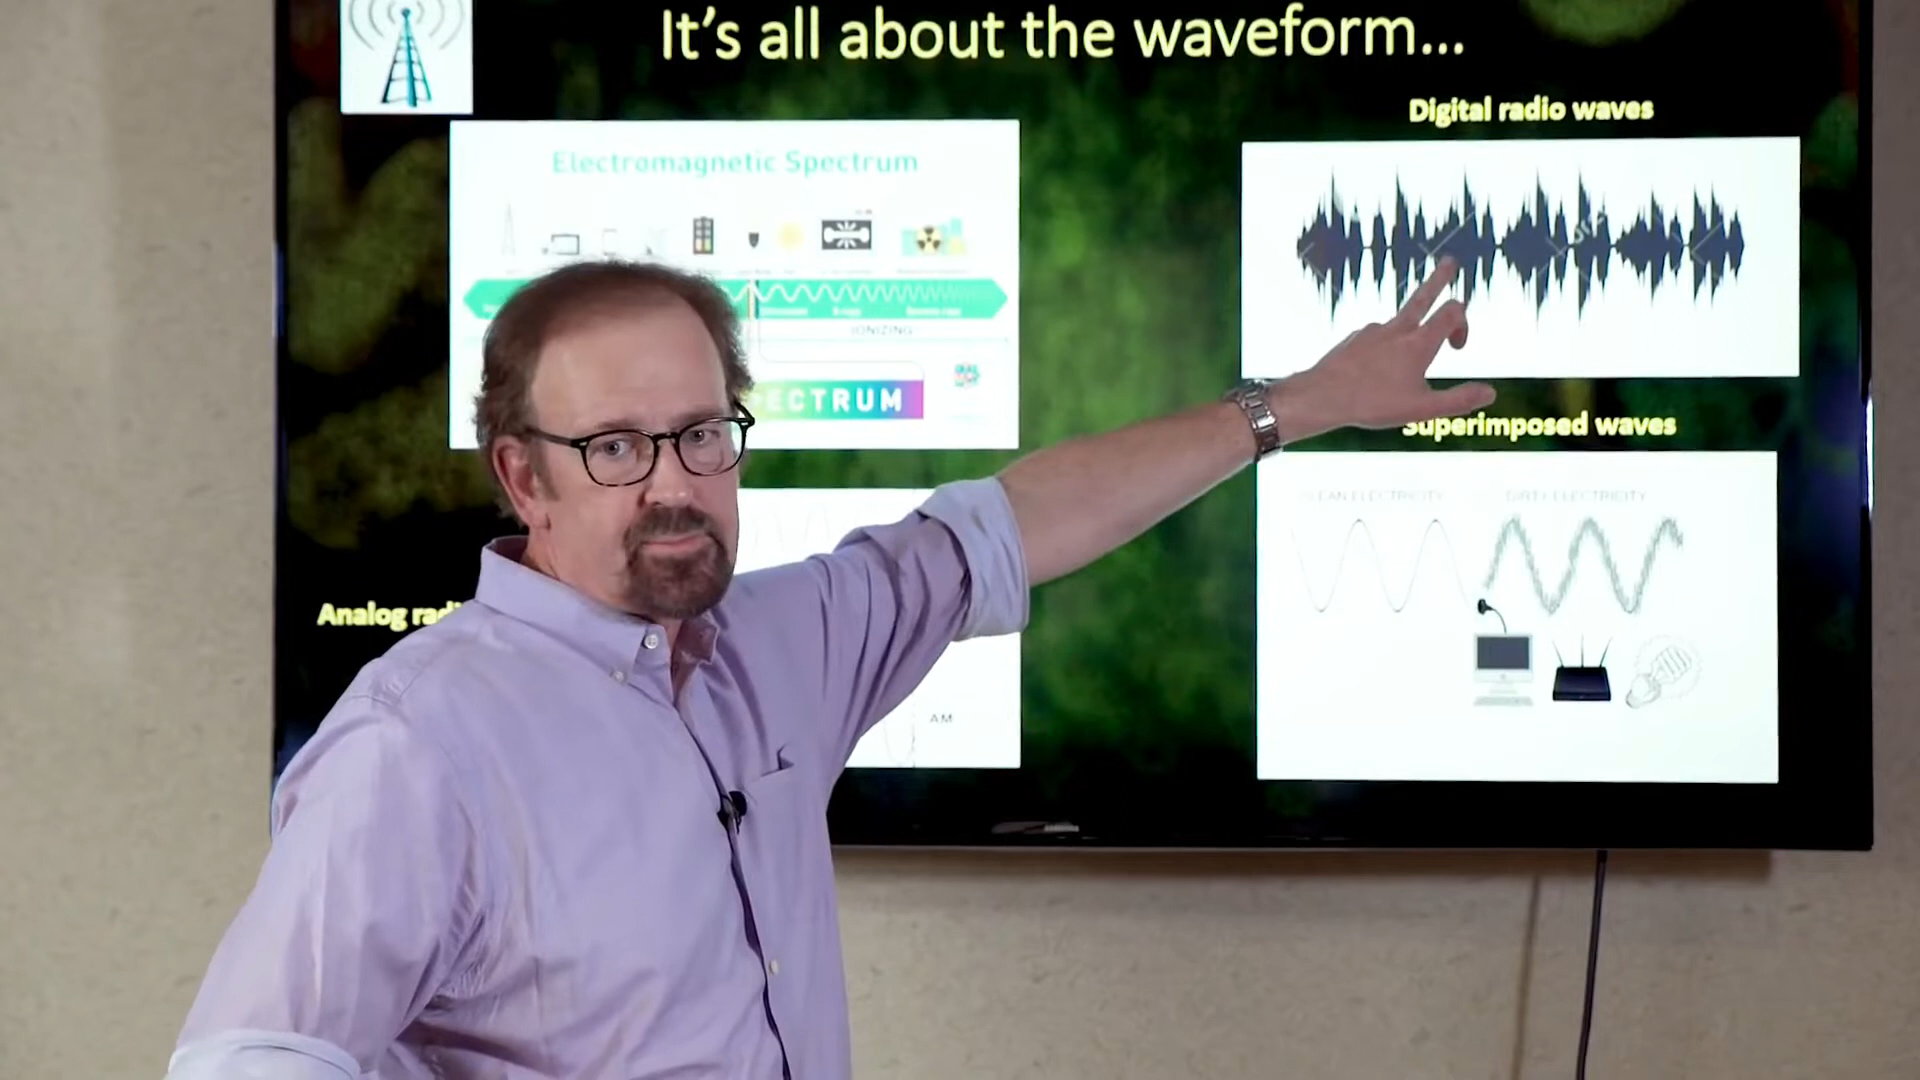 It's all about the waveform...
Digital radio waves
Electromagnetic Spectrum
IONIZING
ECTRUM
Superimposed waves
CLEAN ELECTRICITY DIRTY ELECTRICITY
Analog radi
AM